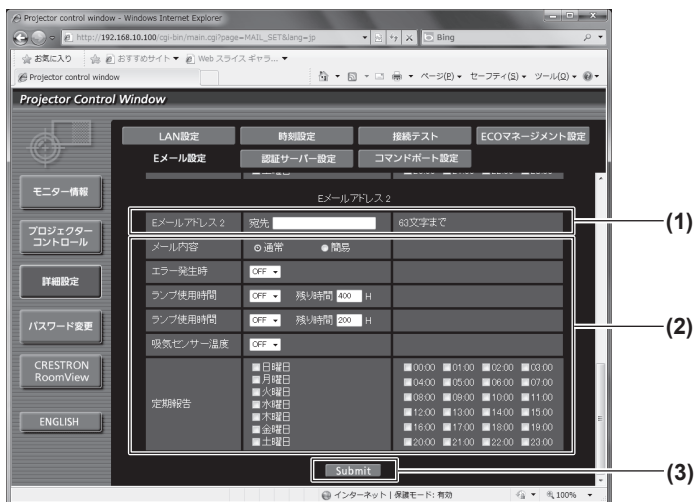 Projector control window - Windows Internet Explorer
http://192.168.10.100/cgi-bin/main.cgi?page=MAIL_SET&lang=jp
Bing
お気に入り おすすめサイト Web スライス ギャラ...
Projector control window
ページ(P) セーフティ(S) ツール(O)
Projector Control Window
LAN設定 時刻設定 接続テスト ECOマネージメント設定
Eメール設定 認証サーバー設定 コマンドポート設定
モニター情報
プロジェクター
コントロール
詳細設定
パスワード変更
CRESTRON
RoomView
ENGLISH
Eメールアドレス 2
Eメールアドレス 2 宛先 63文字まで
(1)
メール内容 通常 簡易
エラー発生時 OFF
ランプ使用時間 OFF 残り時間 400 H
ランプ使用時間 OFF 残り時間 200 H
(2)
吸気センサー温度 OFF
定期報告
日曜日
月曜日
火曜日
水曜日
木曜日
金曜日
土曜日
00:00 01:00 02:00 03:00
04:00 05:00 06:00 07:00
08:00 09:00 10:00 11:00
12:00 13:00 14:00 15:00
16:00 17:00 18:00 19:00
20:00 21:00 22:00 23:00
Submit
(3)
インターネット | 保護モード: 有効 100%